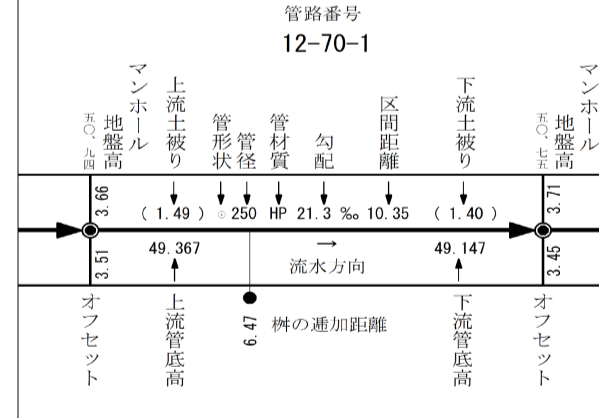 管路番号
12-70-1
マンホール
地盤高
五〇、九四
上流土被り
管形状
管径
管材質
勾配
区間距離
下流土被り
マンホール
地盤高
五〇、七五
3.66
( 1.49 ) ⊙ 250 HP 21.3 ‰ 10.35 ( 1.40 )
3.71
3.51
49.367
→
流水方向
49.147
3.45
オフセット
上流管底高
6.47
桝の逓加距離
下流管底高
オフセット